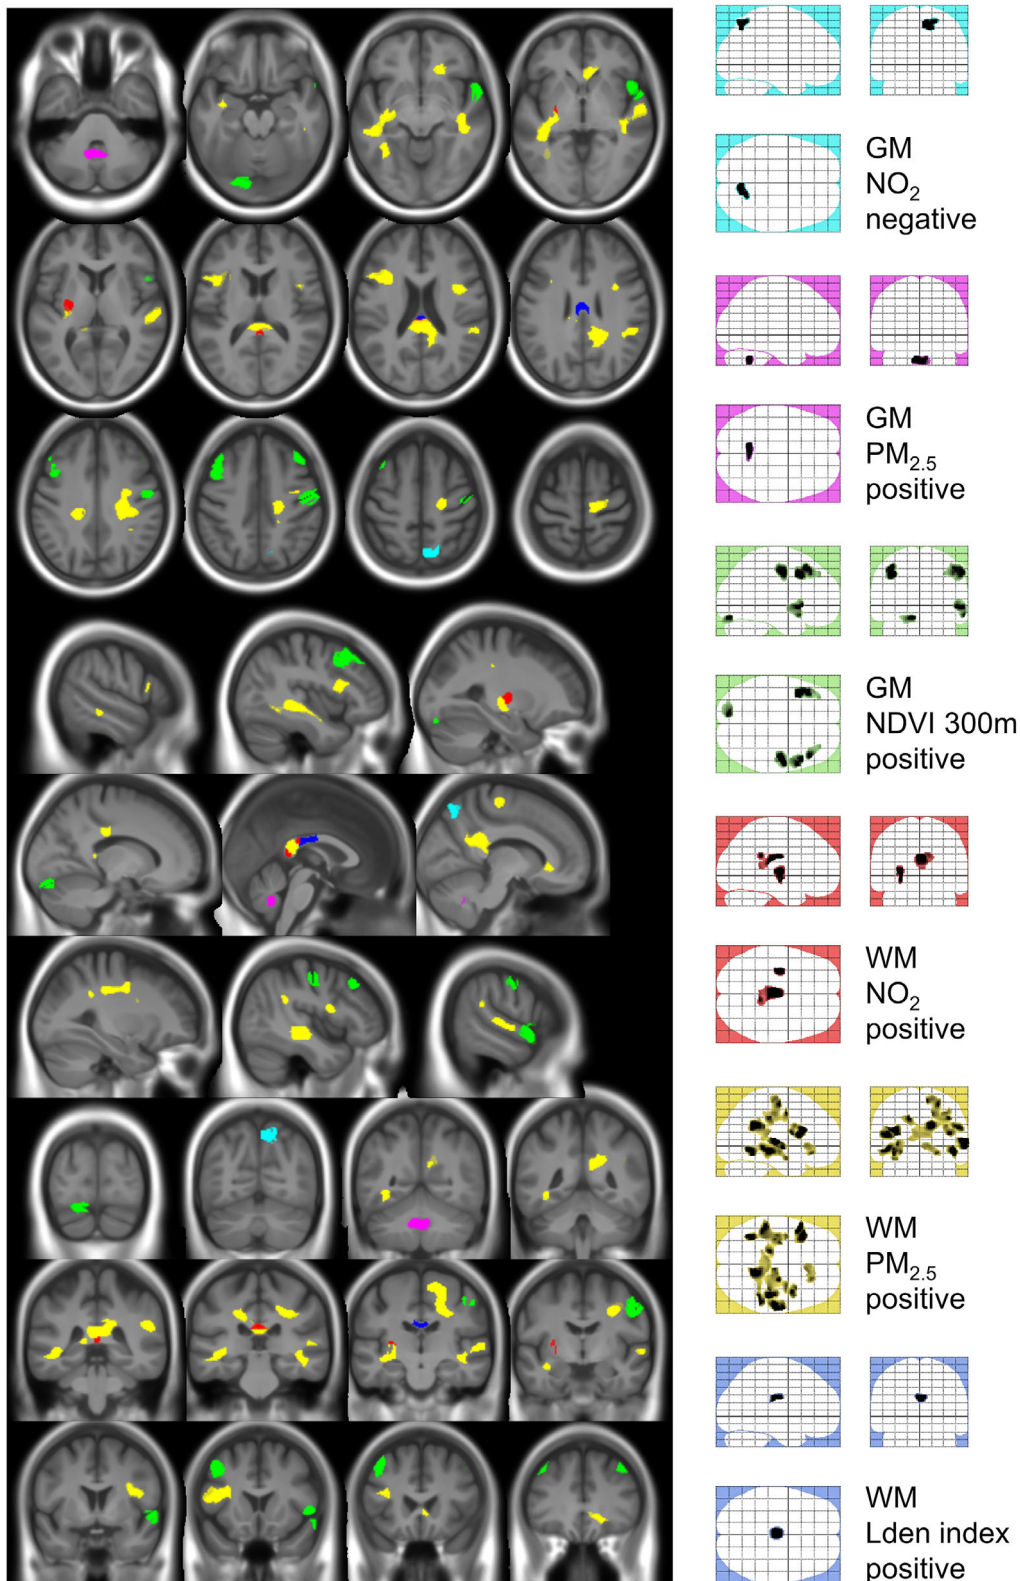 GM
NO₂
negative
GM
PM₂.₅
positive
GM
NDVI 300m
positive
WM
NO₂
positive
WM
PM₂.₅
positive
WM
Lden index
positive